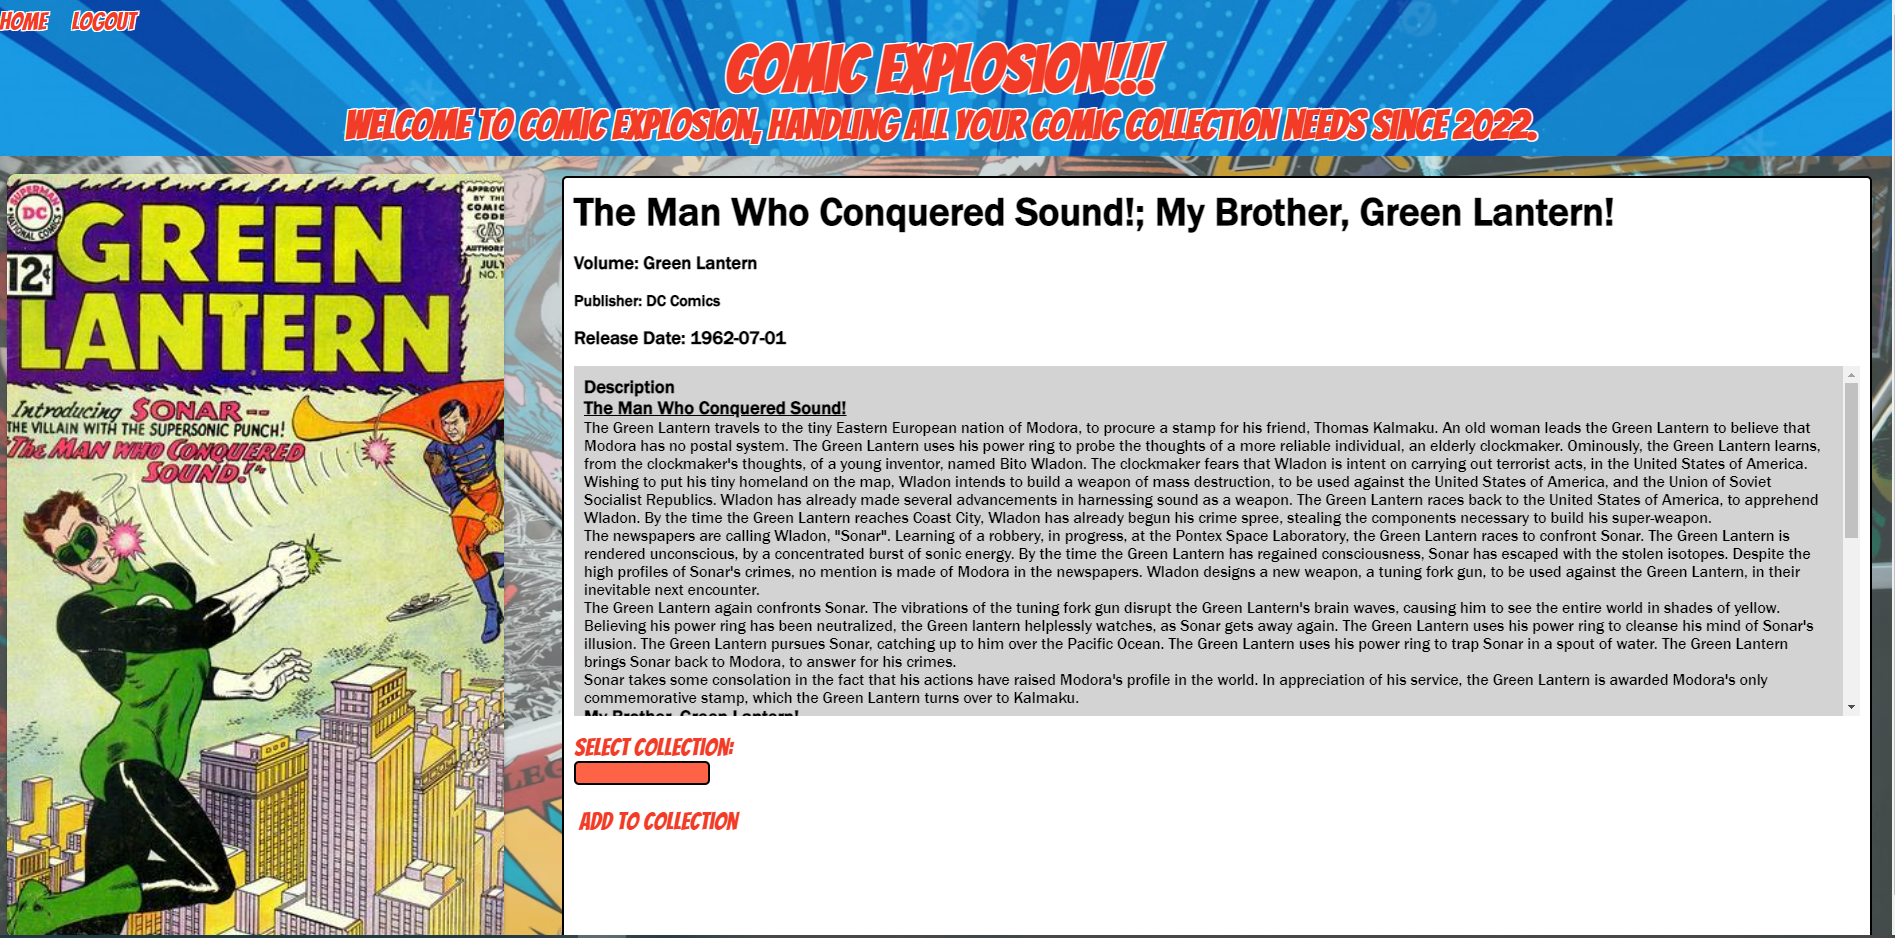 HOME LOGOUT
COMIC EXPLOSION!!!
WELCOME TO COMIC EXPLOSION, HANDLING ALL YOUR COMIC COLLECTION NEEDS SINCE 2022.
SUPERMAN
DC
NATIONAL COMICS
APPROV
BY THE
COMIC
CODE
AUTHORI
12¢
JULY
NO. 1
GREEN
LANTERN
Introducing SONAR--
THE VILLAIN WITH THE SUPERSONIC PUNCH!
"The MAN WHO CONQUERED
SOUND!"
The Man Who Conquered Sound!; My Brother, Green Lantern!
Volume: Green Lantern
Publisher: DC Comics
Release Date: 1962-07-01
Description
The Man Who Conquered Sound!
The Green Lantern travels to the tiny Eastern European nation of Modora, to procure a stamp for his friend, Thomas Kalmaku. An old woman leads the Green Lantern to believe that
Modora has no postal system. The Green Lantern uses his power ring to probe the thoughts of a more reliable individual, an elderly clockmaker. Ominously, the Green Lantern learns,
from the clockmaker's thoughts, of a young inventor, named Bito Wladon. The clockmaker fears that Wladon is intent on carrying out terrorist acts, in the United States of America.
Wishing to put his tiny homeland on the map, Wladon intends to build a weapon of mass destruction, to be used against the United States of America, and the Union of Soviet
Socialist Republics. Wladon has already made several advancements in harnessing sound as a weapon. The Green Lantern races back to the United States of America, to apprehend
Wladon. By the time the Green Lantern reaches Coast City, Wladon has already begun his crime spree, stealing the components necessary to build his super-weapon.
The newspapers are calling Wladon, "Sonar". Learning of a robbery, in progress, at the Pontex Space Laboratory, the Green Lantern races to confront Sonar. The Green Lantern is
rendered unconscious, by a concentrated burst of sonic energy. By the time the Green Lantern has regained consciousness, Sonar has escaped with the stolen isotopes. Despite the
high profiles of Sonar's crimes, no mention is made of Modora in the newspapers. Wladon designs a new weapon, a tuning fork gun, to be used against the Green Lantern, in their
inevitable next encounter.
The Green Lantern again confronts Sonar. The vibrations of the tuning fork gun disrupt the Green Lantern's brain waves, causing him to see the entire world in shades of yellow.
Believing his power ring has been neutralized, the Green lantern helplessly watches, as Sonar gets away again. The Green Lantern uses his power ring to cleanse his mind of Sonar's
illusion. The Green Lantern pursues Sonar, catching up to him over the Pacific Ocean. The Green Lantern uses his power ring to trap Sonar in a spout of water. The Green Lantern
brings Sonar back to Modora, to answer for his crimes.
Sonar takes some consolation in the fact that his actions have raised Modora's profile in the world. In appreciation of his service, the Green Lantern is awarded Modora's only
commemorative stamp, which the Green Lantern turns over to Kalmaku.
My Brother, Green Lantern!
LEG
SELECT COLLECTION:
ADD TO COLLECTION